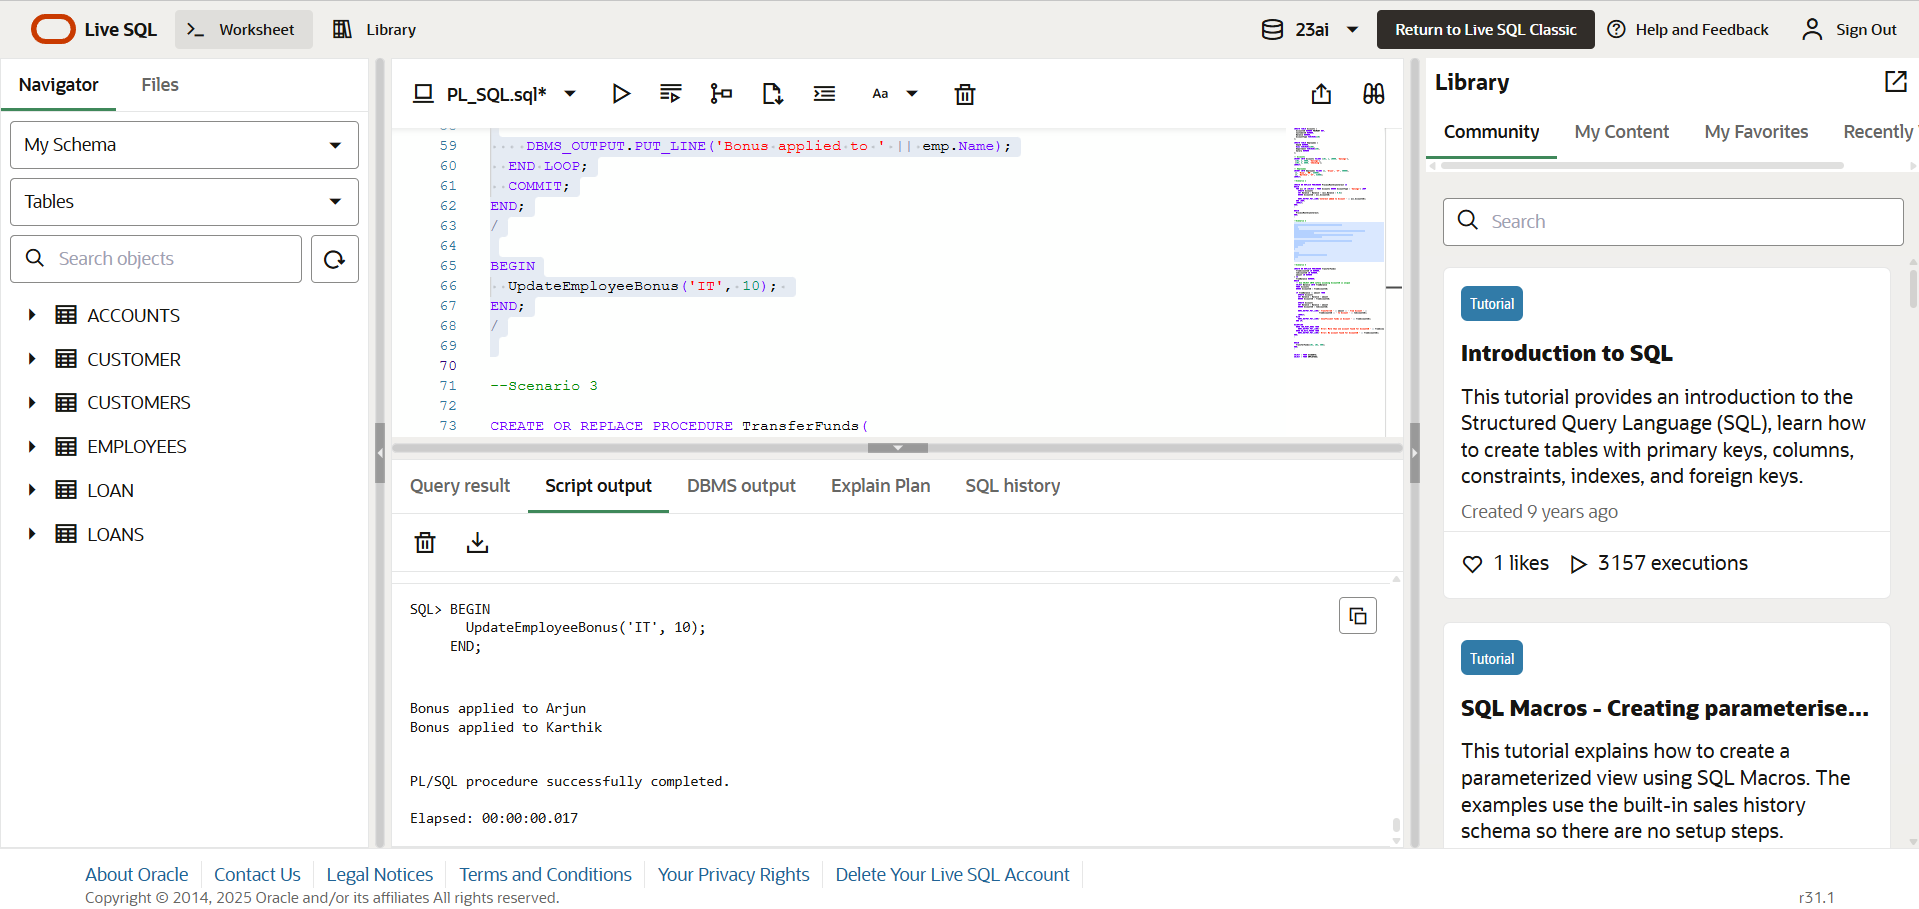 Live SQL
Worksheet
Library
23ai
Return to Live SQL Classic
Help and Feedback
Sign Out
Navigator
Files
My Schema
Tables
Search objects
ACCOUNTS
CUSTOMER
CUSTOMERS
EMPLOYEES
LOAN
LOANS
PL_SQL.sql*
Aa
59 DBMS_OUTPUT.PUT_LINE('Bonus applied to ' || emp.Name);
60 END LOOP;
61 COMMIT;
62 END;
63 /
64
65 BEGIN
66 UpdateEmployeeBonus('IT', 10);
67 END;
68 /
69
70
71 --Scenario 3
72
73 CREATE OR REPLACE PROCEDURE TransferFunds(
Query result
Script output
DBMS output
Explain Plan
SQL history
SQL> BEGIN
UpdateEmployeeBonus('IT', 10);
END;
Bonus applied to Arjun
Bonus applied to Karthik
PL/SQL procedure successfully completed.
Elapsed: 00:00:00.017
Library
Community
My Content
My Favorites
Recently
Search
Tutorial
Introduction to SQL
This tutorial provides an introduction to the
Structured Query Language (SQL), learn how
to create tables with primary keys, columns,
constraints, indexes, and foreign keys.
Created 9 years ago
1 likes
3157 executions
Tutorial
SQL Macros - Creating parameterise...
This tutorial explains how to create a
parameterized view using SQL Macros. The
examples use the built-in sales history
schema so there are no setup steps.
About Oracle
Contact Us
Legal Notices
Terms and Conditions
Your Privacy Rights
Delete Your Live SQL Account
Copyright © 2014, 2025 Oracle and/or its affiliates All rights reserved.
r31.1